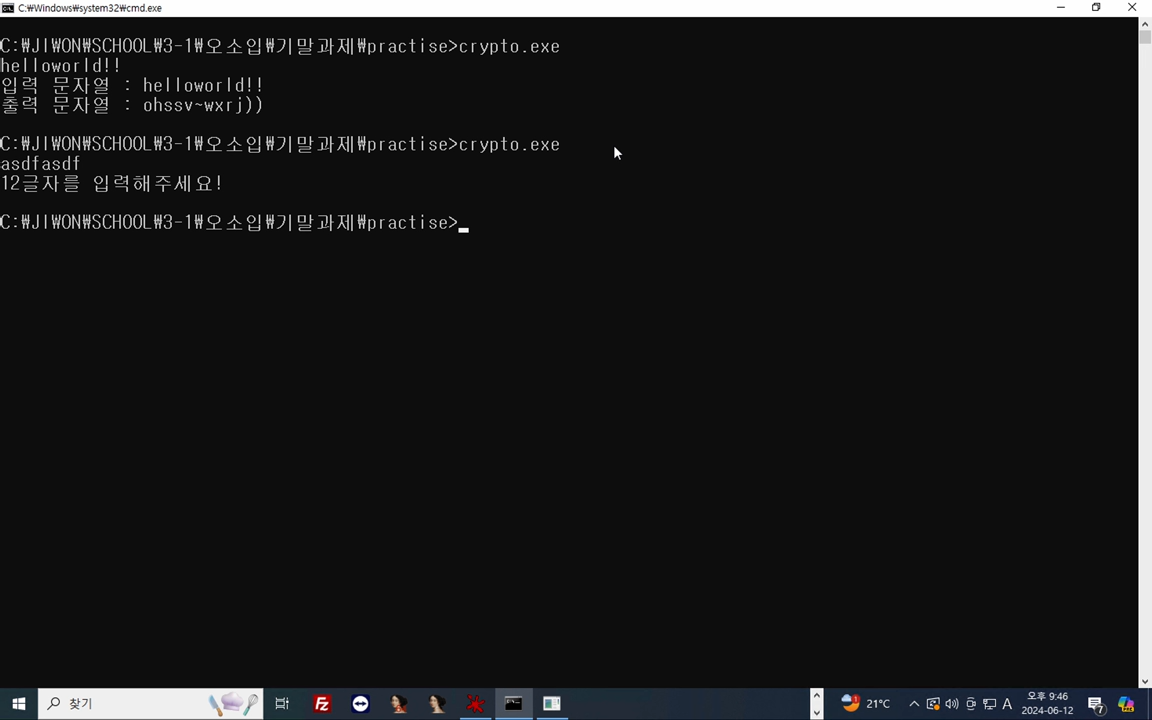 C:₩Windows₩system32₩cmd.exe
C:₩JIWON₩SCHOOL₩3-1₩오소입₩기말과제₩practise>crypto.exe
helloworld!!
입력 문자열 : helloworld!!
출력 문자열 : ohssv~wxrj))
C:₩JIWON₩SCHOOL₩3-1₩오소입₩기말과제₩practise>crypto.exe
asdfasdf
12글자를 입력해주세요!
C:₩JIWON₩SCHOOL₩3-1₩오소입₩기말과제₩practise>
찾기
21°C
A
오후 9:46
2024-06-12
7